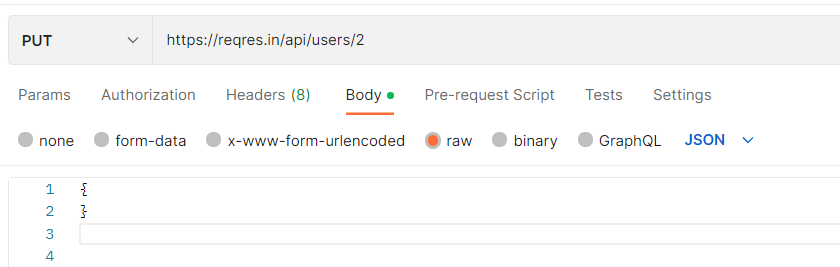 PUT https://reqres.in/api/users/2
Params Authorization Headers (8) Body Pre-request Script Tests Settings
none form-data x-www-form-urlencoded raw binary GraphQL JSON
1 {
2 }
3
4